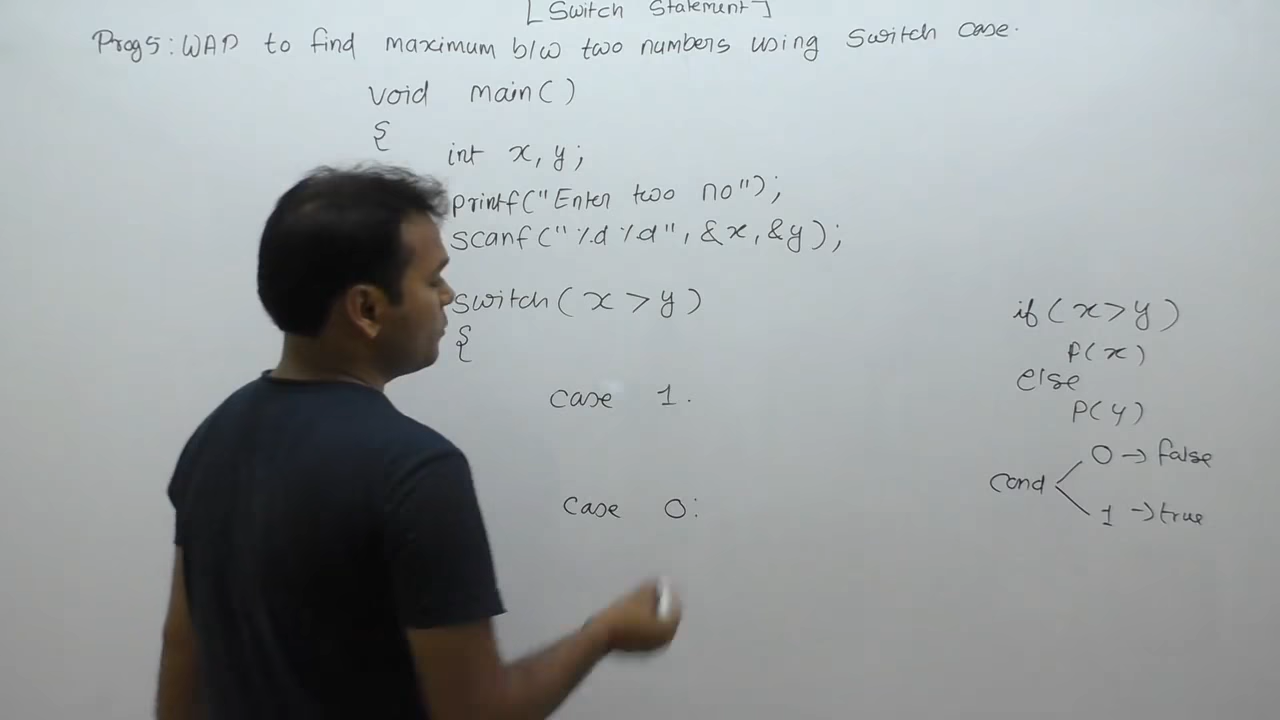 [Switch Statement]
Prog5: WAP to find maximum b/w two numbers using Switch case.
void main()
{
int x, y;
printf("Enter two no");
scanf("%d %d", &x, &y);
switch(x > y)
{
case 1.
case 0:
if(x > y)
P(x)
else
P(y)
Cond
0 → false
1 → true